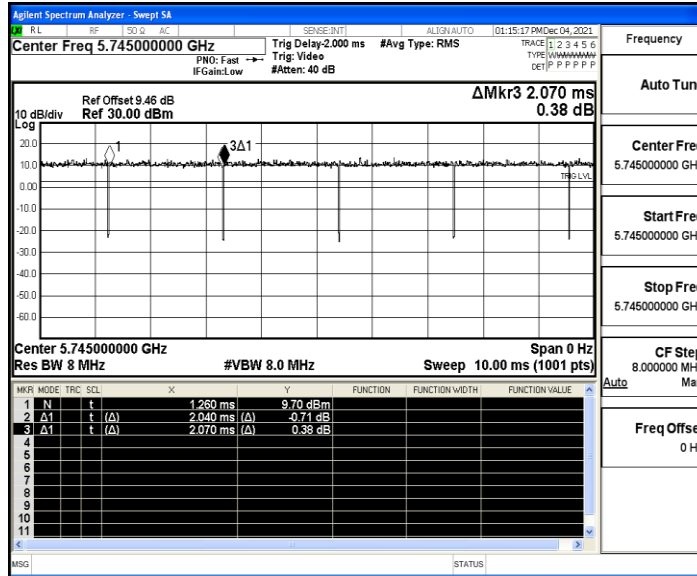 Agilent Spectrum Analyzer - Swept SA
LXI RL RF 50 Ω AC SENSE:INT ALIGN AUTO 01:15:17 PM Dec 04, 2021
Center Freq 5.745000000 GHz
Trig Delay-2.000 ms #Avg Type: RMS
TRACE 1 2 3 4 5 6
PNO: Fast Trig: Video
TYPE WWWWWW
IFGain:Low #Atten: 40 dB
DET P P P P P P
Ref Offset 9.46 dB
ΔMkr3 2.070 ms
10 dB/div Ref 30.00 dBm
0.38 dB
Log
20.0
10.0
0.00
-10.0
-20.0
-30.0
-40.0
-50.0
-60.0
1
3Δ1
TRIG LVL
Center 5.745000000 GHz Span 0 Hz
Res BW 8 MHz #VBW 8.0 MHz Sweep 10.00 ms (1001 pts)
MKR MODE TRC SCL X Y FUNCTION FUNCTION WIDTH FUNCTION VALUE
1 N t 1.260 ms 9.70 dBm
2 Δ1 t (Δ) 2.040 ms (Δ) -0.71 dB
3 Δ1 t (Δ) 2.070 ms (Δ) 0.38 dB
4
5
6
7
8
9
10
11
MSG STATUS
Frequency
Auto Tun
Center Fre
5.745000000 GH
Start Fre
5.745000000 GH
Stop Fre
5.745000000 GH
CF Step
8.000000 MH
Auto Ma
Freq Offse
0 H